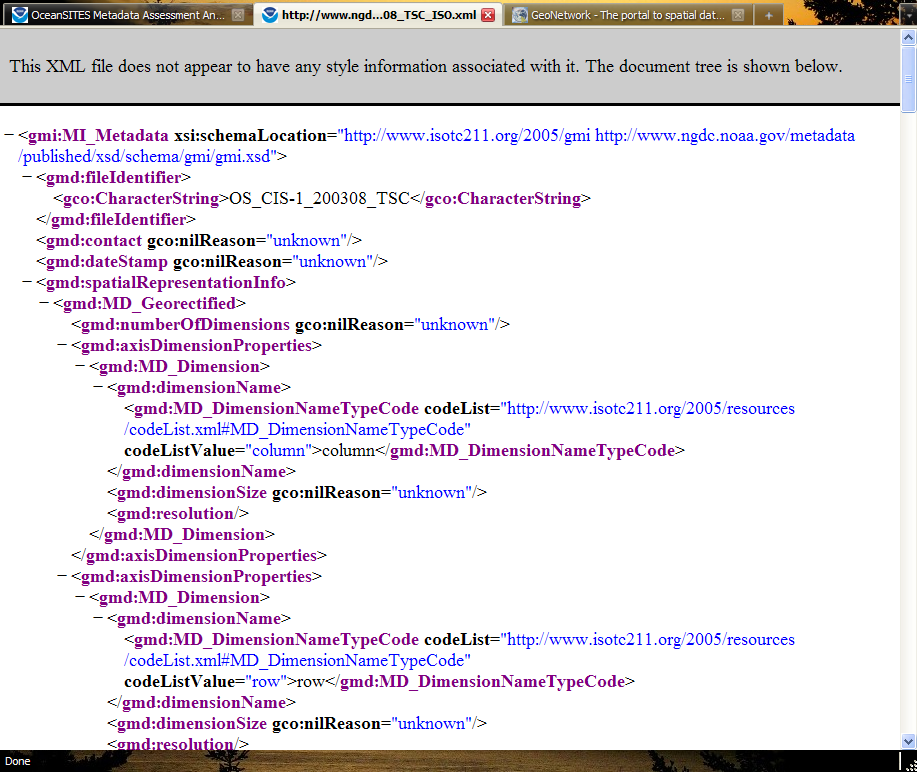 OceanSITES Metadata Assessment An...
http://www.ngd...08_TSC_ISO.xml
GeoNetwork - The portal to spatial dat...
+
This XML file does not appear to have any style information associated with it. The document tree is shown below.
− <gmi:MI_Metadata xsi:schemaLocation="http://www.isotc211.org/2005/gmi http://www.ngdc.noaa.gov/metadata
/published/xsd/schema/gmi/gmi.xsd">
− <gmd:fileIdentifier>
<gco:CharacterString>OS_CIS-1_200308_TSC</gco:CharacterString>
</gmd:fileIdentifier>
<gmd:contact gco:nilReason="unknown"/>
<gmd:dateStamp gco:nilReason="unknown"/>
− <gmd:spatialRepresentationInfo>
− <gmd:MD_Georectified>
<gmd:numberOfDimensions gco:nilReason="unknown"/>
− <gmd:axisDimensionProperties>
− <gmd:MD_Dimension>
− <gmd:dimensionName>
<gmd:MD_DimensionNameTypeCode codeList="http://www.isotc211.org/2005/resources
/codeList.xml#MD_DimensionNameTypeCode"
codeListValue="column">column</gmd:MD_DimensionNameTypeCode>
</gmd:dimensionName>
<gmd:dimensionSize gco:nilReason="unknown"/>
<gmd:resolution/>
</gmd:MD_Dimension>
</gmd:axisDimensionProperties>
− <gmd:axisDimensionProperties>
− <gmd:MD_Dimension>
− <gmd:dimensionName>
<gmd:MD_DimensionNameTypeCode codeList="http://www.isotc211.org/2005/resources
/codeList.xml#MD_DimensionNameTypeCode"
codeListValue="row">row</gmd:MD_DimensionNameTypeCode>
</gmd:dimensionName>
<gmd:dimensionSize gco:nilReason="unknown"/>
<gmd:resolution/>
Done